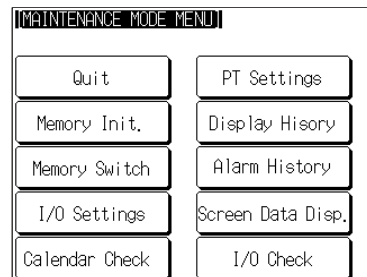 [MAINTENANCE MODE MENU]
Quit
PT Settings
Memory Init.
Display Hisory
Memory Switch
Alarm History
I/O Settings
Screen Data Disp.
Calendar Check
I/O Check